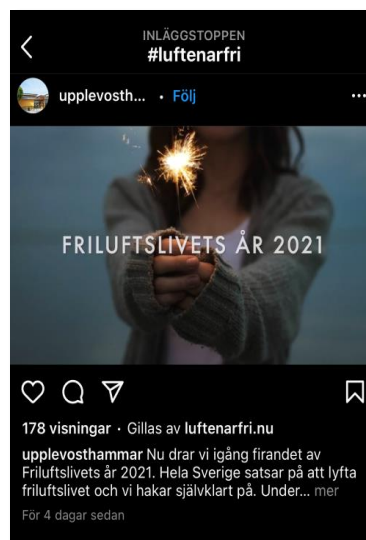 INLÄGGSTOPPEN
#luftenarfri
upplevosth... • Följ
FRILUFTSLIVETS ÅR 2021
178 visningar · Gillas av luftenarfri.nu
upplevosthammar Nu drar vi igång firandet av
Friluftslivets år 2021. Hela Sverige satsar på att lyfta
friluftslivet och vi hakar självklart på. Under... mer
För 4 dagar sedan